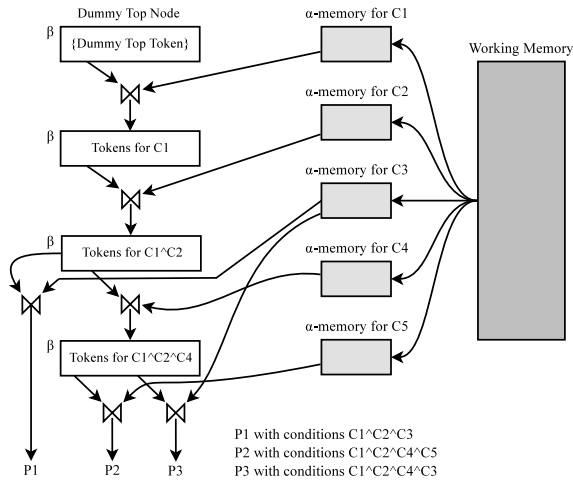 Dummy Top Node
β
{Dummy Top Token}
α-memory for C1
Working Memory
α-memory for C2
β
Tokens for C1
α-memory for C3
β
Tokens for C1^C2
α-memory for C4
α-memory for C5
β
Tokens for C1^C2^C4
P1 with conditions C1^C2^C3
P2 with conditions C1^C2^C4^C5
P3 with conditions C1^C2^C4^C3
P1
P2
P3